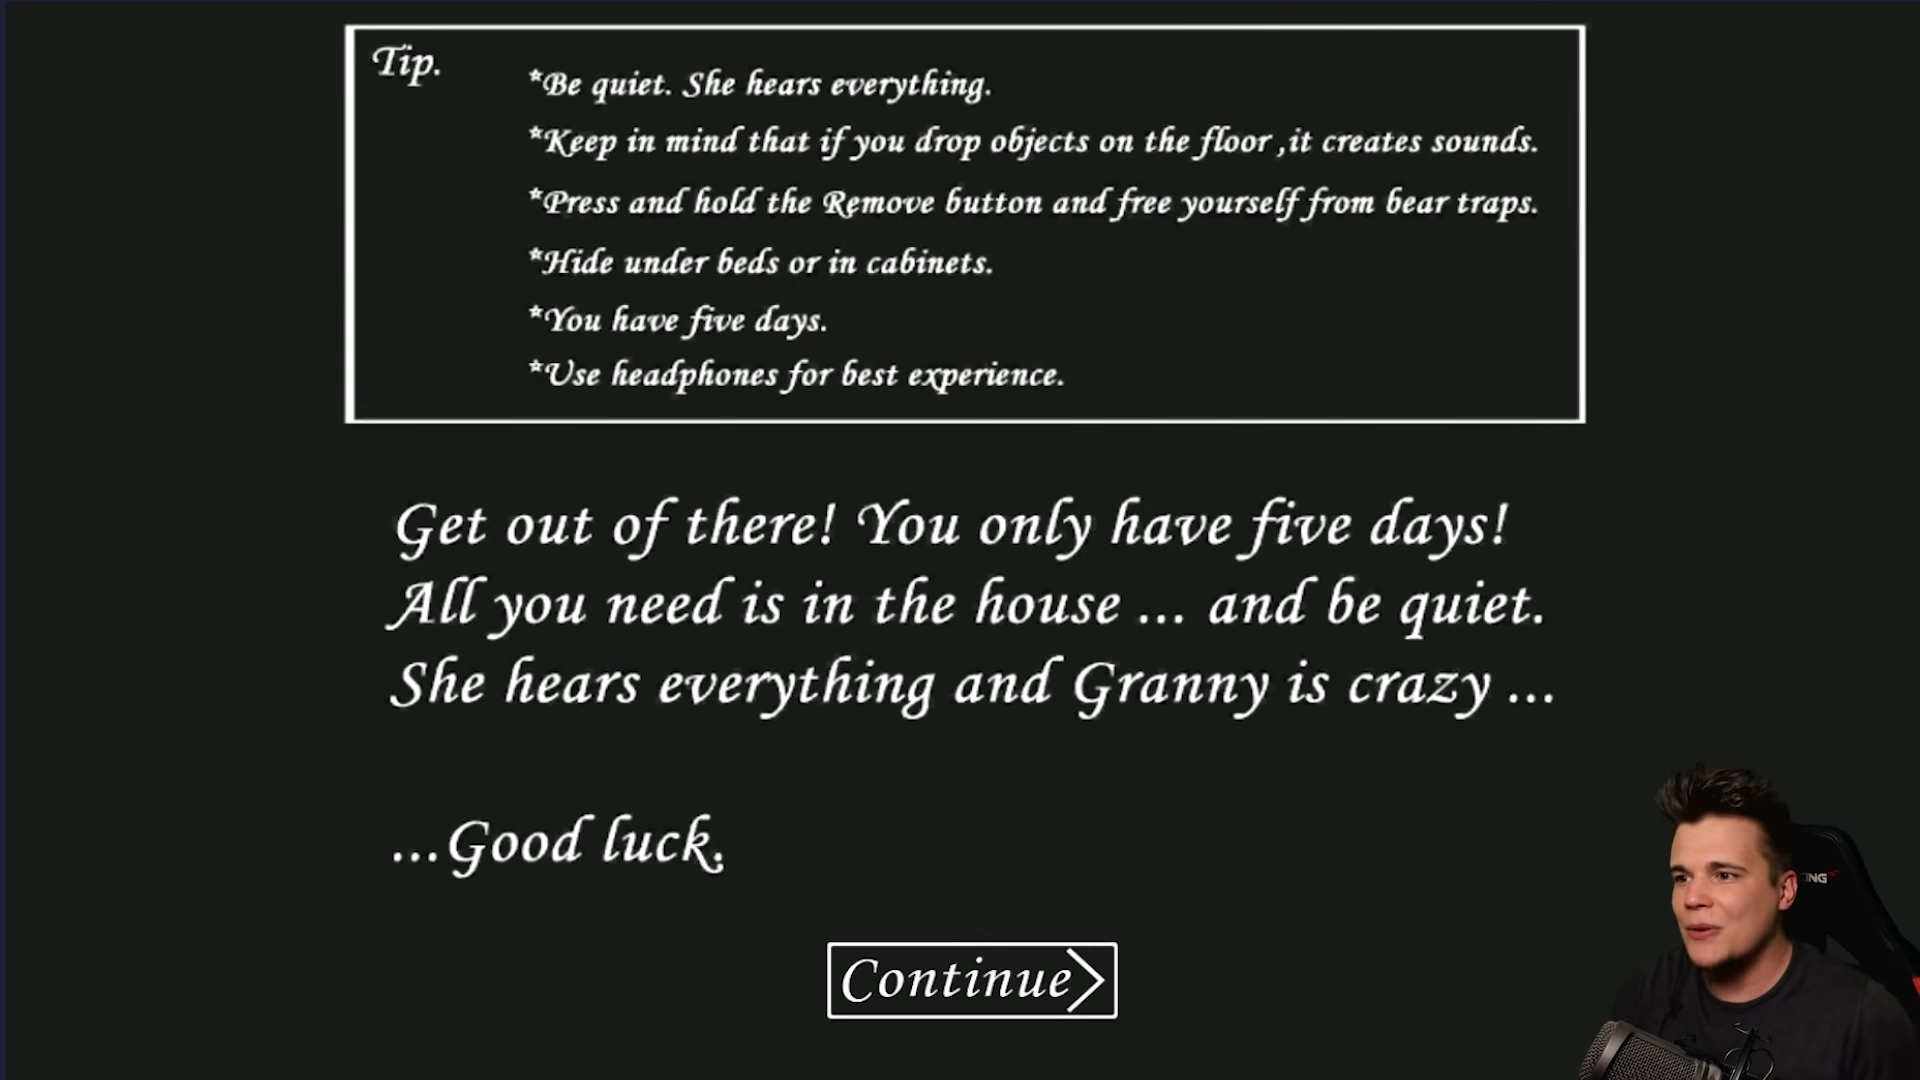 Tip.
*Be quiet. She hears everything.
*Keep in mind that if you drop objects on the floor ,it creates sounds.
*Press and hold the Remove button and free yourself from bear traps.
*Hide under beds or in cabinets.
*You have five days.
*Use headphones for best experience.
Get out of there! You only have five days!
All you need is in the house ... and be quiet.
She hears everything and Granny is crazy ...
...Good luck.
Continue>